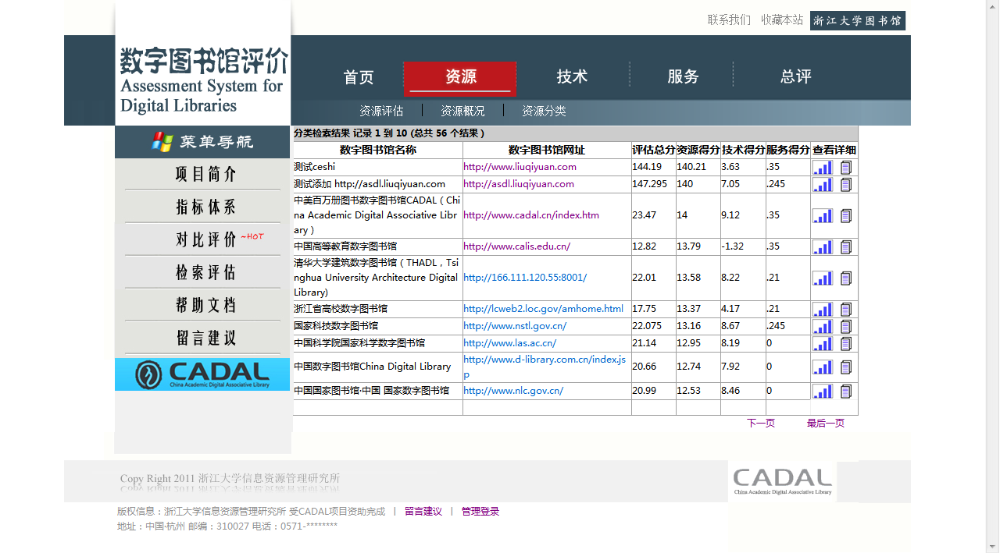 联系我们 收藏本站 浙江大学图书馆
数字图书馆评价
Assessment System for
Digital Libraries
首页 资源 技术 服务 总评
资源评估 资源概况 资源分类
菜单导航
项目简介
指标体系
对比评价 ~HOT
检索评估
帮助文档
留言建议
CADAL
China Academic Digital Associative Library
分类检索结果 记录 1 到 10 (总共 56 个结果 )
数字图书馆名称 数字图书馆网址 评估总分 资源得分 技术得分 服务得分 查看详细
测试ceshi http://www.liuqiyuan.com 144.19 140.21 3.63 .35
测试添加 http://asdl.liuqiyuan.com http://asdl.liuqiyuan.com 147.295 140 7.05 .245
中美百万册图书数字图书馆CADAL（Chi
na Academic Digital Associative Libr
ary） http://www.cadal.cn/index.htm 23.47 14 9.12 .35
中国高等教育数字图书馆 http://www.calis.edu.cn/ 12.82 13.79 -1.32 .35
清华大学建筑数字图书馆（THADL，Tsi
nghua University Architecture Digital
Library) http://166.111.120.55:8001/ 22.01 13.58 8.22 .21
浙江省高校数字图书馆 http://lcweb2.loc.gov/amhome.html 17.75 13.37 4.17 .21
国家科技数字图书馆 http://www.nstl.gov.cn/ 22.075 13.16 8.67 .245
中国科学院国家科学数字图书馆 http://www.las.ac.cn/ 21.14 12.95 8.19 0
中国数字图书馆China Digital Library http://www.d-library.com.cn/index.js
p 20.66 12.74 7.92 0
中国国家图书馆·中国 国家数字图书馆 http://www.nlc.gov.cn/ 20.99 12.53 8.46 0
下一页 最后一页
Copy Right 2011 浙江大学信息资源管理研究所
CADAL
China Academic Digital Associative Library
版权信息：浙江大学信息资源管理研究所 受CADAL项目资助完成 | 留言建议 | 管理登录
地址：中国·杭州 邮编：310027 电话：0571-********